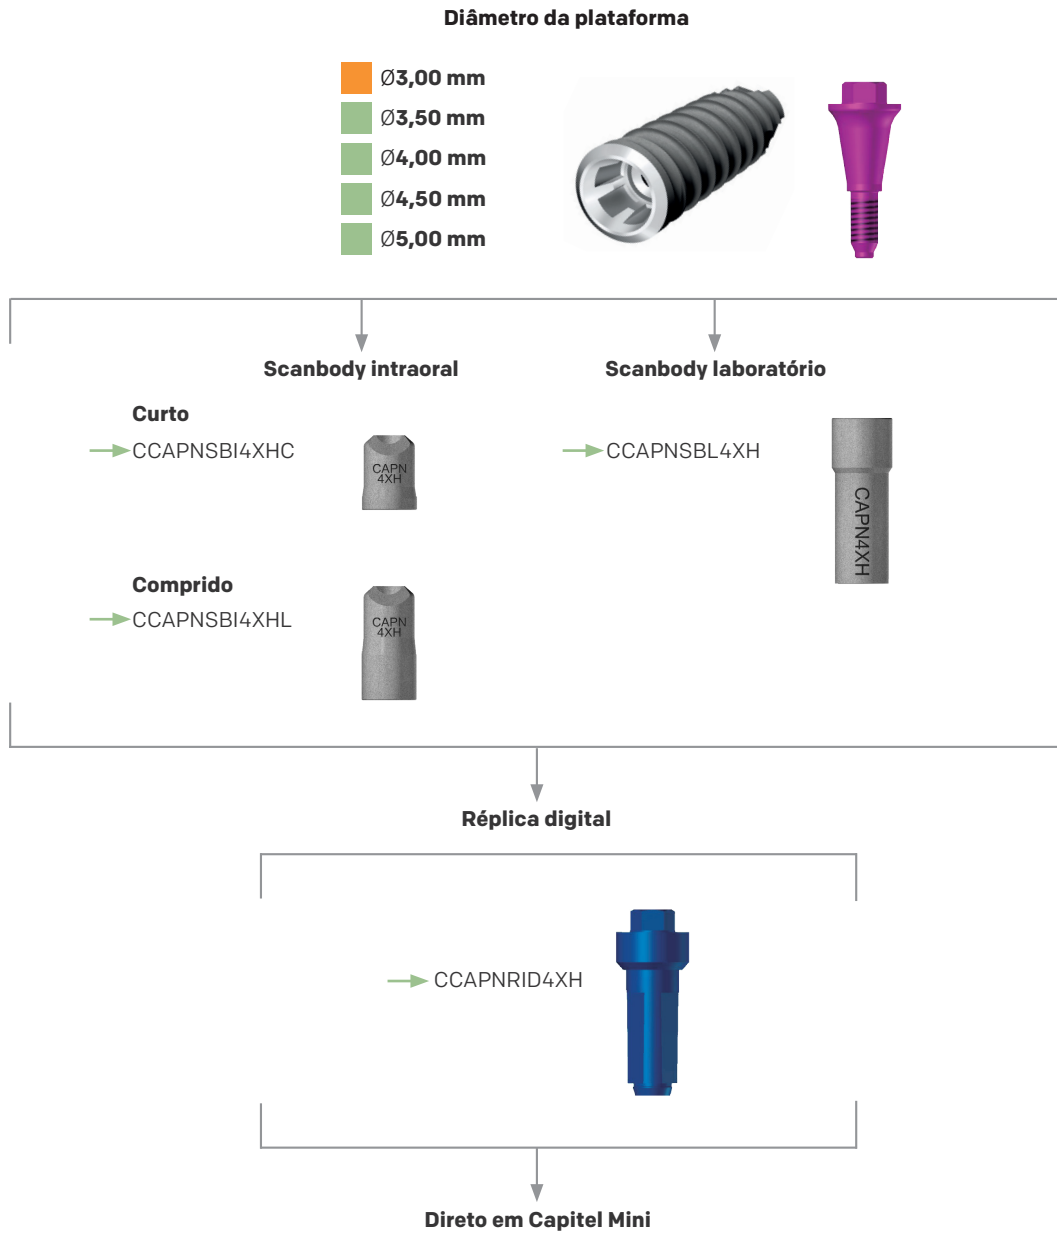 Diâmetro da plataforma
Ø3,00 mm
Ø3,50 mm
Ø4,00 mm
Ø4,50 mm
Ø5,00 mm
Scanbody intraoral
Curto
CCAPNSBI4XHC
CAPN
4XH
Comprido
CCAPNSBI4XHL
CAPN
4XH
Scanbody laboratório
CCAPNSBL4XH
CAPN4XH
Réplica digital
CCAPNRID4XH
Direto em Capitel Mini